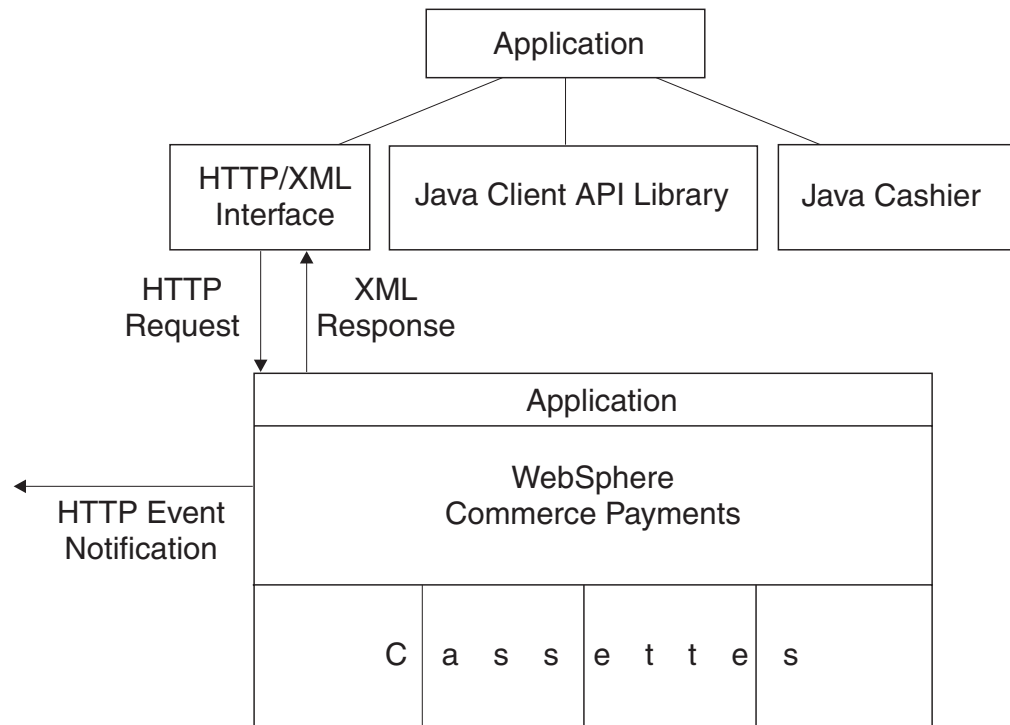 Application
HTTP/XML
Interface
Java Client API Library
Java Cashier
HTTP
Request
XML
Response
Application
WebSphere
Commerce Payments
HTTP Event
Notification
C a s s e t t e s